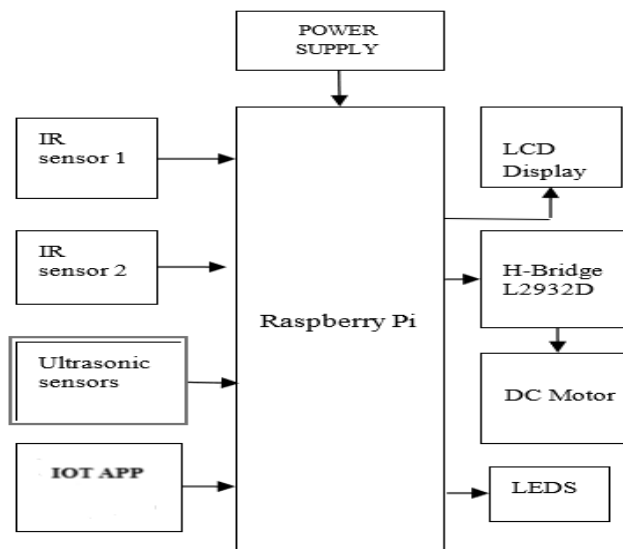 POWER
SUPPLY
IR
sensor 1
IR
sensor 2
Ultrasonic
sensors
IOT APP
Raspberry Pi
LCD
Display
H-Bridge
L2932D
DC Motor
LEDS